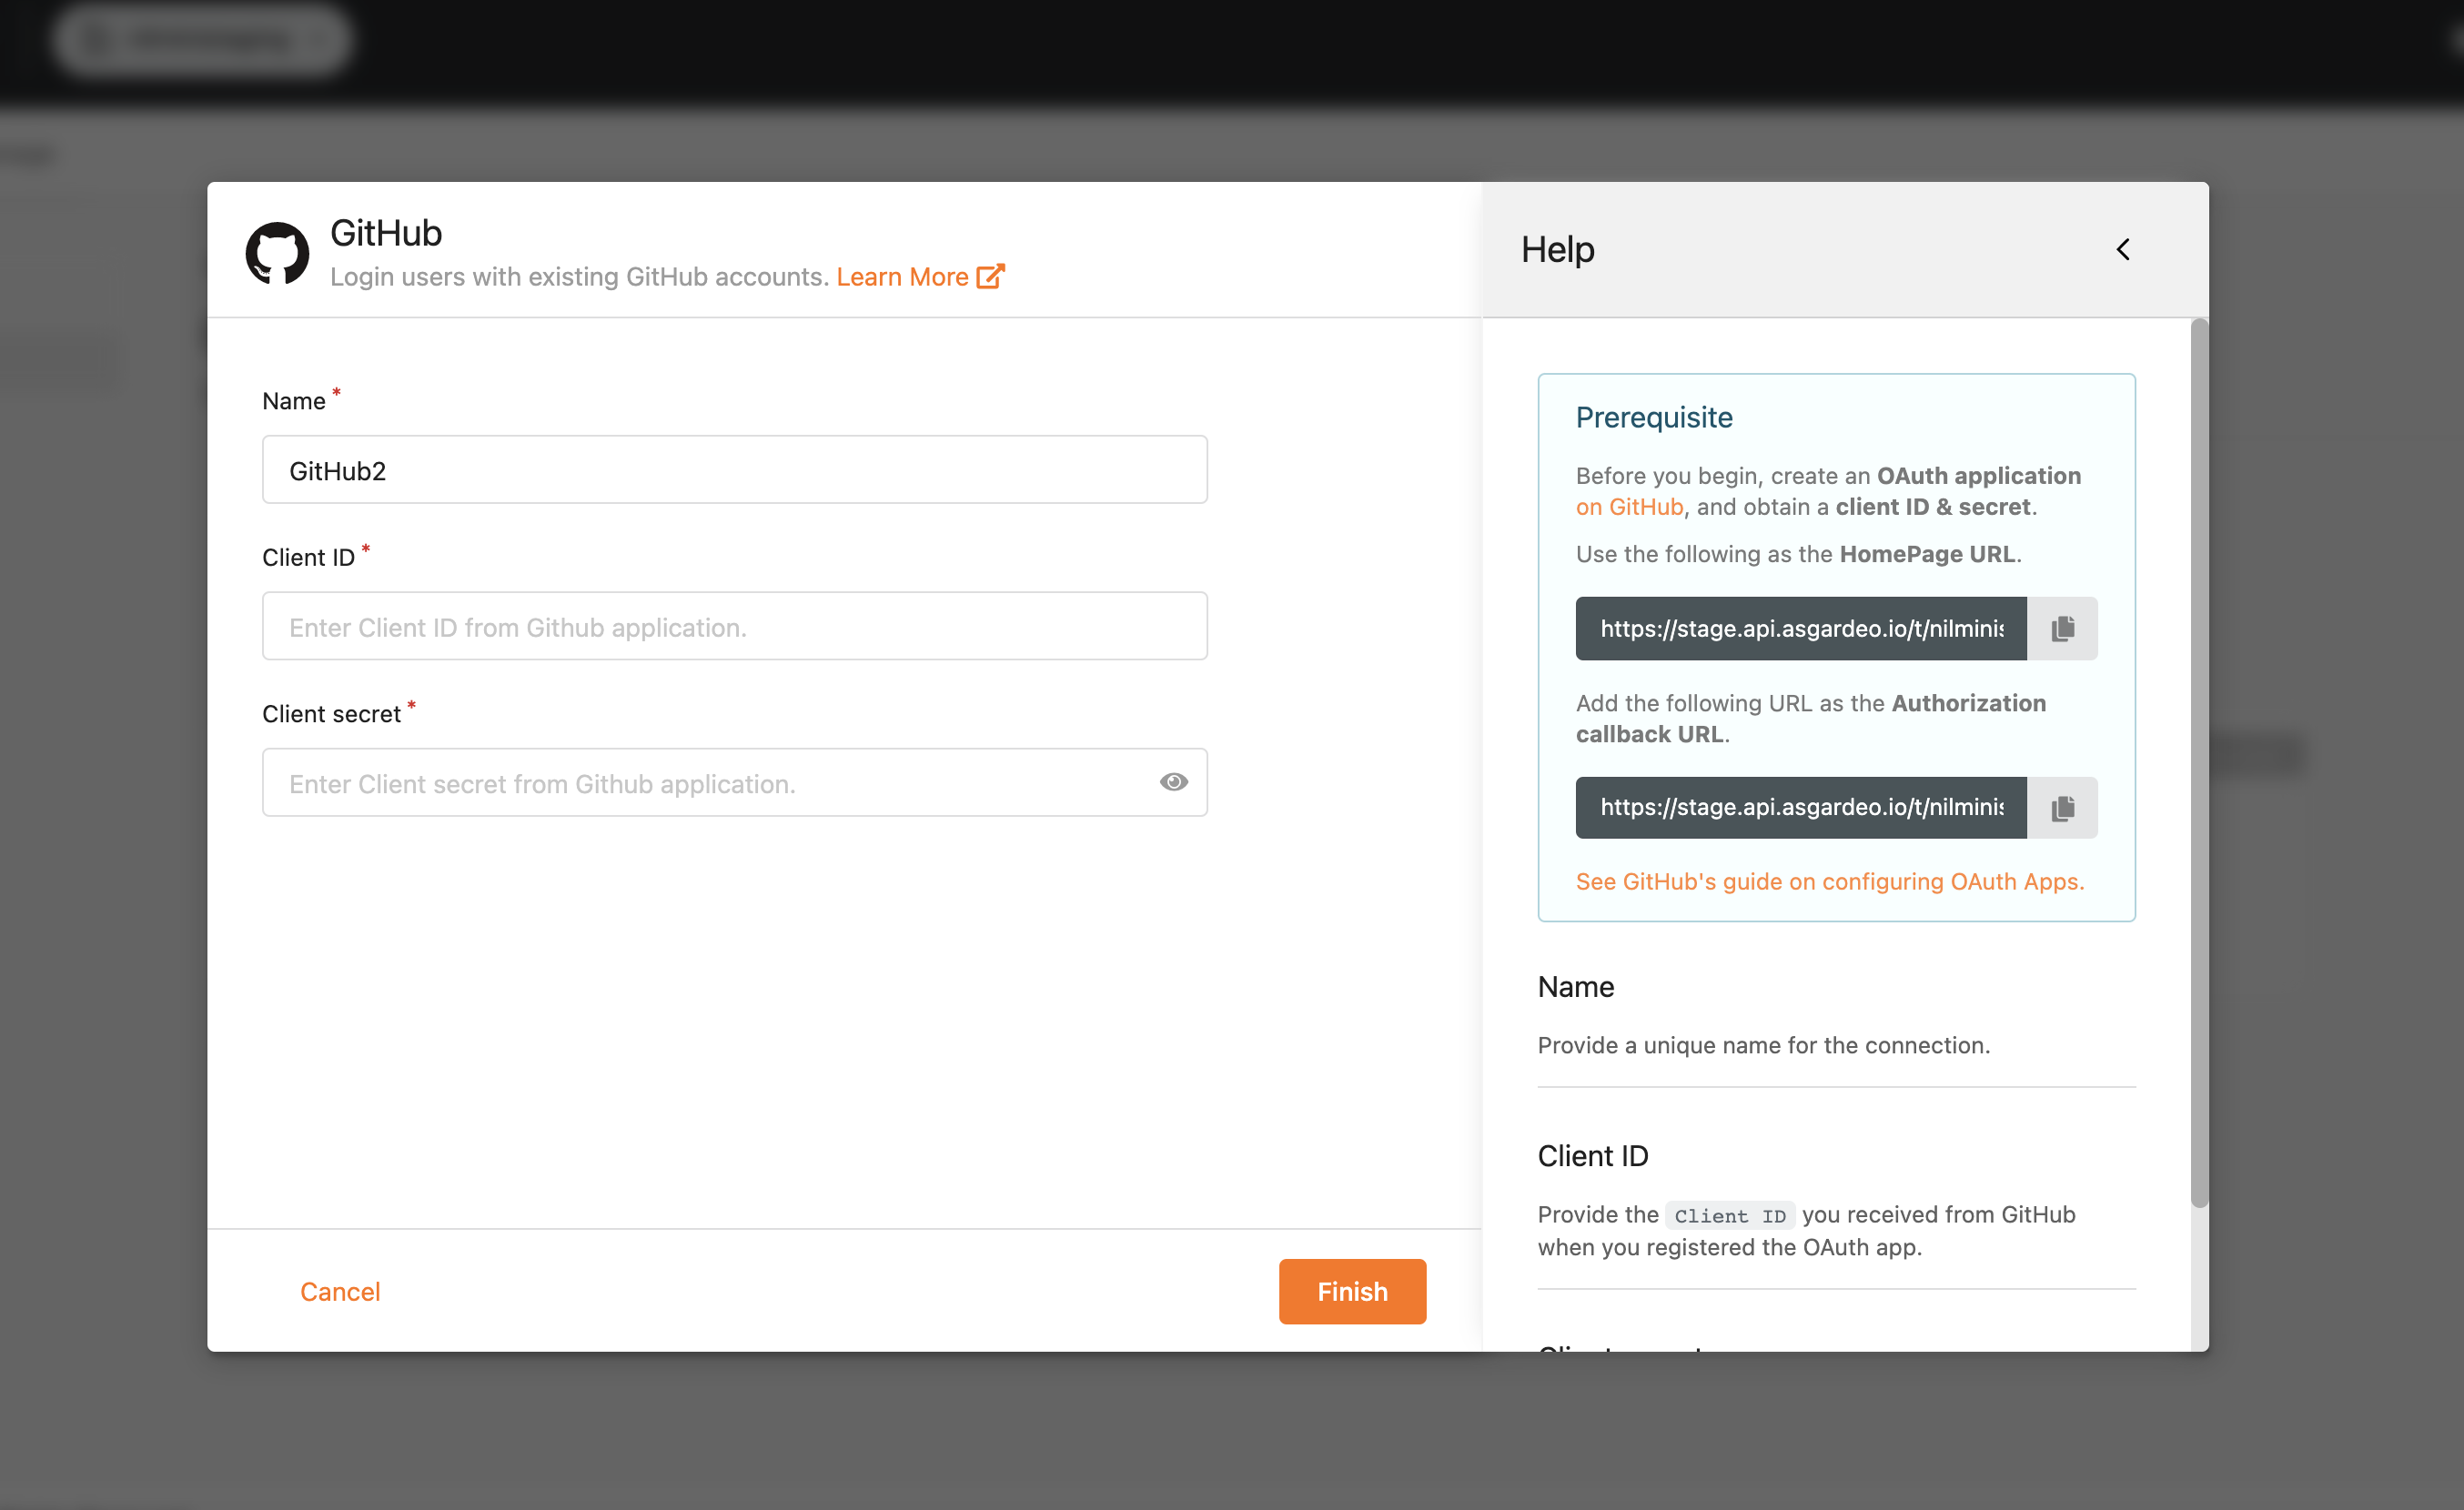 GitHub
Login users with existing GitHub accounts. Learn More
Name *
GitHub2
Client ID *
Enter Client ID from Github application.
Client secret *
Enter Client secret from Github application.
Cancel
Finish
Help
Prerequisite
Before you begin, create an OAuth application
on GitHub, and obtain a client ID & secret.
Use the following as the HomePage URL.
https://stage.api.asgardeo.io/t/nilminis
Add the following URL as the Authorization
callback URL.
https://stage.api.asgardeo.io/t/nilminis
See GitHub's guide on configuring OAuth Apps.
Name
Provide a unique name for the connection.
Client ID
Provide the Client ID you received from GitHub
when you registered the OAuth app.